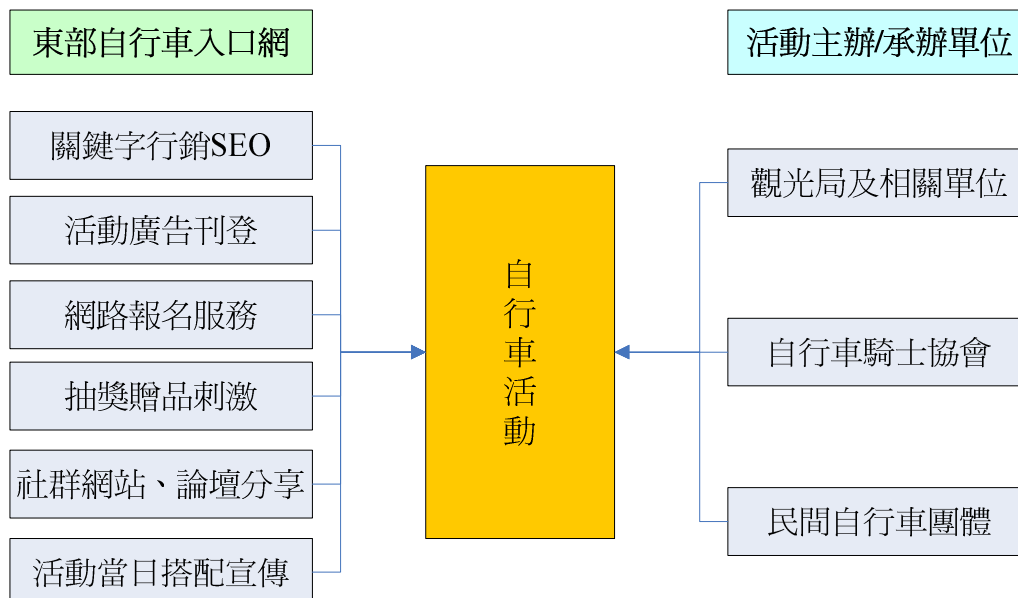 東部自行車入口網
關鍵字行銷SEO
活動廣告刊登
網路報名服務
抽獎贈品刺激
社群網站、論壇分享
活動當日搭配宣傳
自行車活動
活動主辦/承辦單位
觀光局及相關單位
自行車騎士協會
民間自行車團體